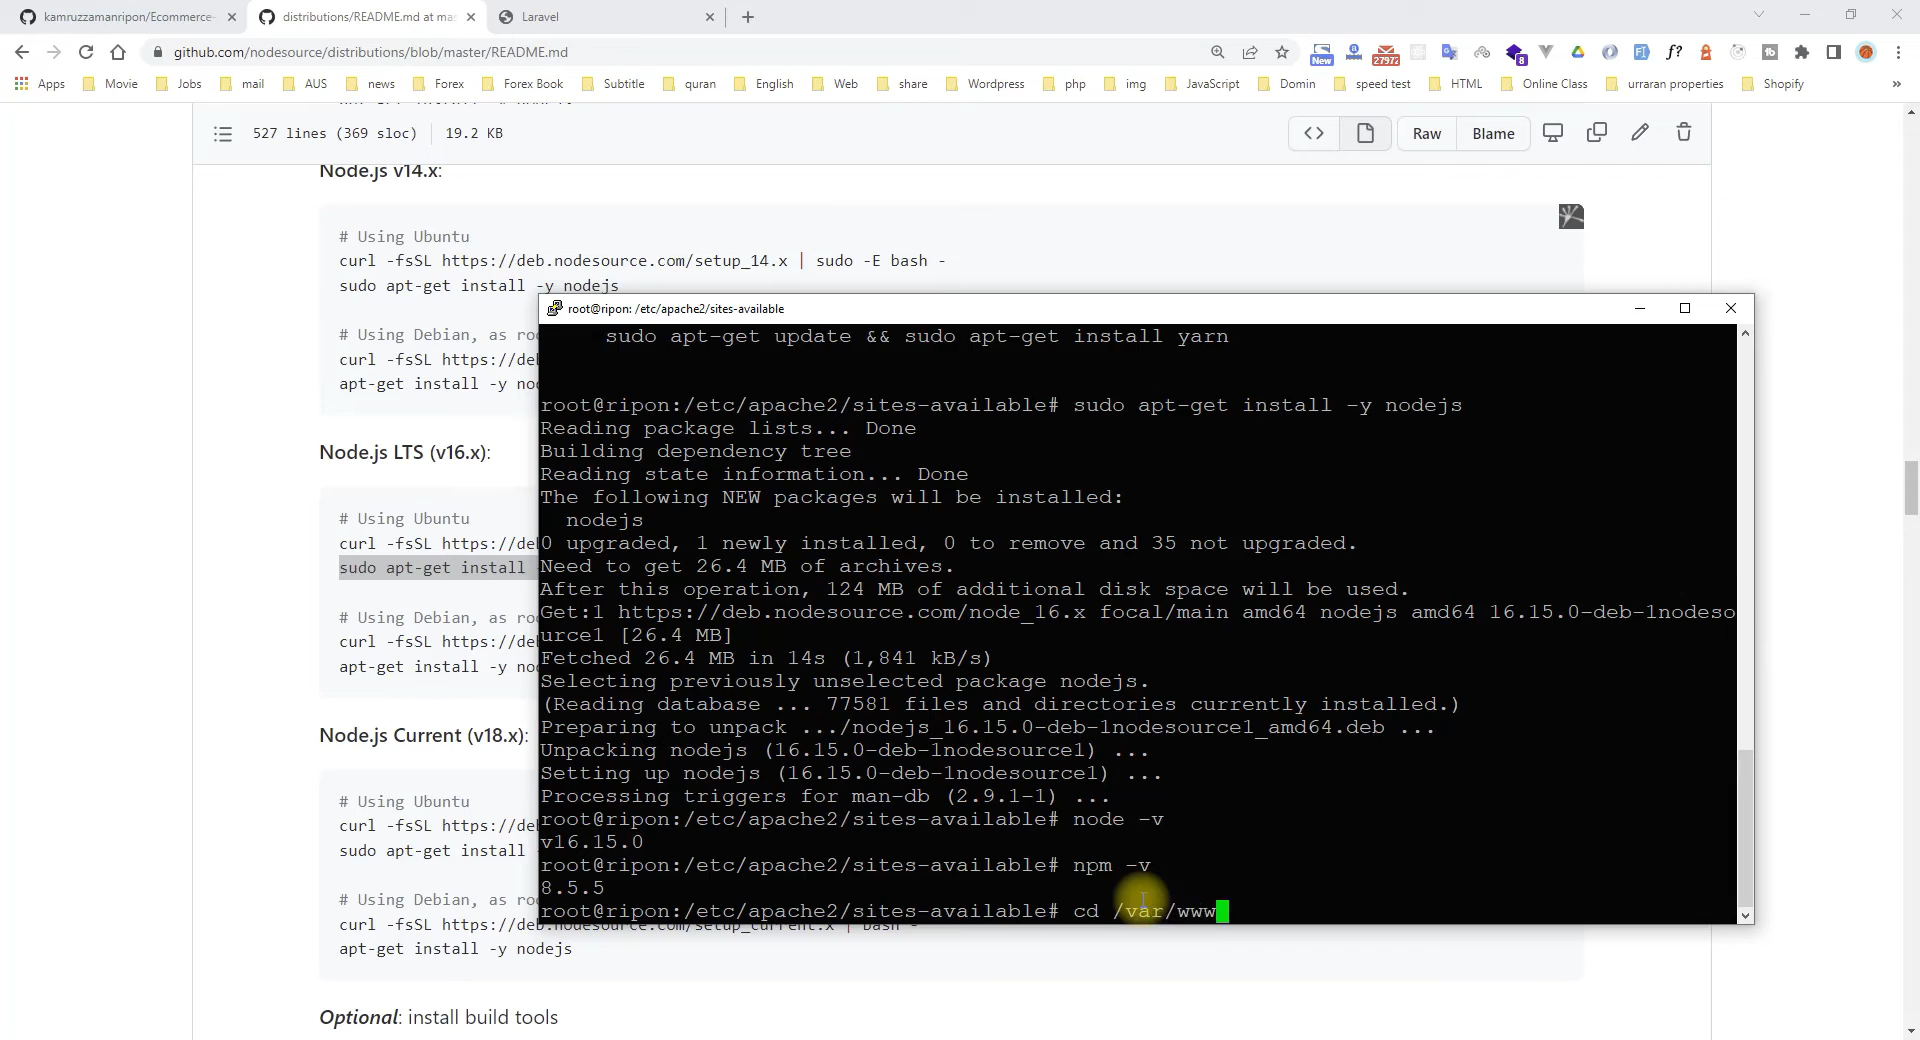 kamruzzamanripon/Ecommerce-
distributions/README.md at mas
Laravel
github.com/nodesource/distributions/blob/master/README.md
New
27972
8
Apps
Movie
Jobs
mail
AUS
news
Forex
Forex Book
Subtitle
quran
English
Web
share
Wordpress
php
img
JavaScript
Domin
speed test
HTML
Online Class
urraran properties
Shopify
»
527 lines (369 sloc)
19.2 KB
Raw
Blame
Node.js v14.x:
# Using Ubuntu
curl -fsSL https://deb.nodesource.com/setup_14.x | sudo -E bash -
sudo apt-get install -y nodejs
# Using Debian, as roo
curl -fsSL https://deb
apt-get install -y nod
Node.js LTS (v16.x):
# Using Ubuntu
curl -fsSL https://deb
sudo apt-get install -
# Using Debian, as roo
curl -fsSL https://deb
apt-get install -y nod
Node.js Current (v18.x):
# Using Ubuntu
curl -fsSL https://deb
sudo apt-get install -
# Using Debian, as roo
curl -fsSL https://deb.nodesource.com/setup_current.x | bash -
apt-get install -y nodejs
Optional: install build tools
root@ripon: /etc/apache2/sites-available
sudo apt-get update && sudo apt-get install yarn
root@ripon:/etc/apache2/sites-available# sudo apt-get install -y nodejs
Reading package lists... Done
Building dependency tree
Reading state information... Done
The following NEW packages will be installed:
nodejs
0 upgraded, 1 newly installed, 0 to remove and 35 not upgraded.
Need to get 26.4 MB of archives.
After this operation, 124 MB of additional disk space will be used.
Get:1 https://deb.nodesource.com/node_16.x focal/main amd64 nodejs amd64 16.15.0-deb-1nodeso
urce1 [26.4 MB]
Fetched 26.4 MB in 14s (1,841 kB/s)
Selecting previously unselected package nodejs.
(Reading database ... 77581 files and directories currently installed.)
Preparing to unpack .../nodejs_16.15.0-deb-1nodesource1_amd64.deb ...
Unpacking nodejs (16.15.0-deb-1nodesource1) ...
Setting up nodejs (16.15.0-deb-1nodesource1) ...
Processing triggers for man-db (2.9.1-1) ...
root@ripon:/etc/apache2/sites-available# node -v
v16.15.0
root@ripon:/etc/apache2/sites-available# npm -v
8.5.5
root@ripon:/etc/apache2/sites-available# cd /var/www